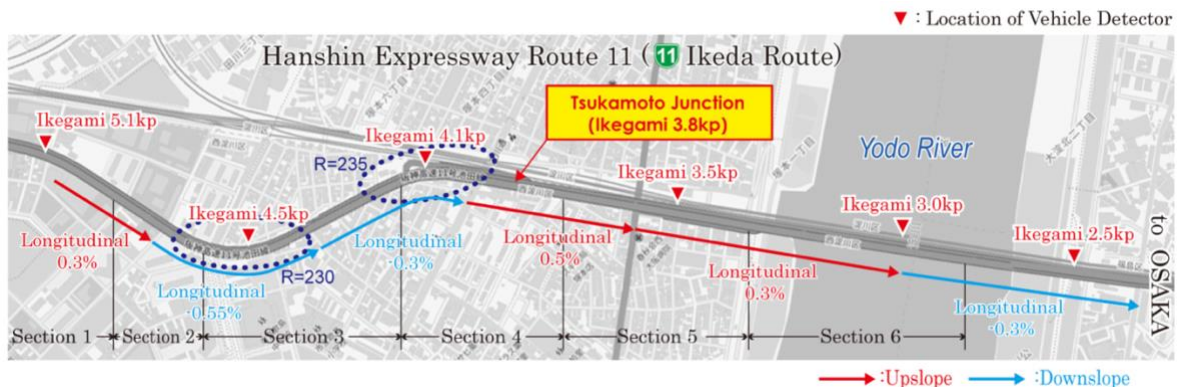 ▼ : Location of Vehicle Detector
Hanshin Expressway Route 11 ( 11 Ikeda Route)
Tsukamoto Junction
(Ikegami 3.8kp)
Ikegami 5.1kp
Ikegami 4.1kp
R=235
Ikegami 4.5kp
R=230
Ikegami 3.5kp
Yodo River
Ikegami 3.0kp
Ikegami 2.5kp
to OSAKA
Longitudinal
0.3%
Longitudinal
-0.55%
Longitudinal
-0.3%
Longitudinal
0.5%
Longitudinal
0.3%
Longitudinal
-0.3%
Section 1
Section 2
Section 3
Section 4
Section 5
Section 6
:Upslope
:Downslope